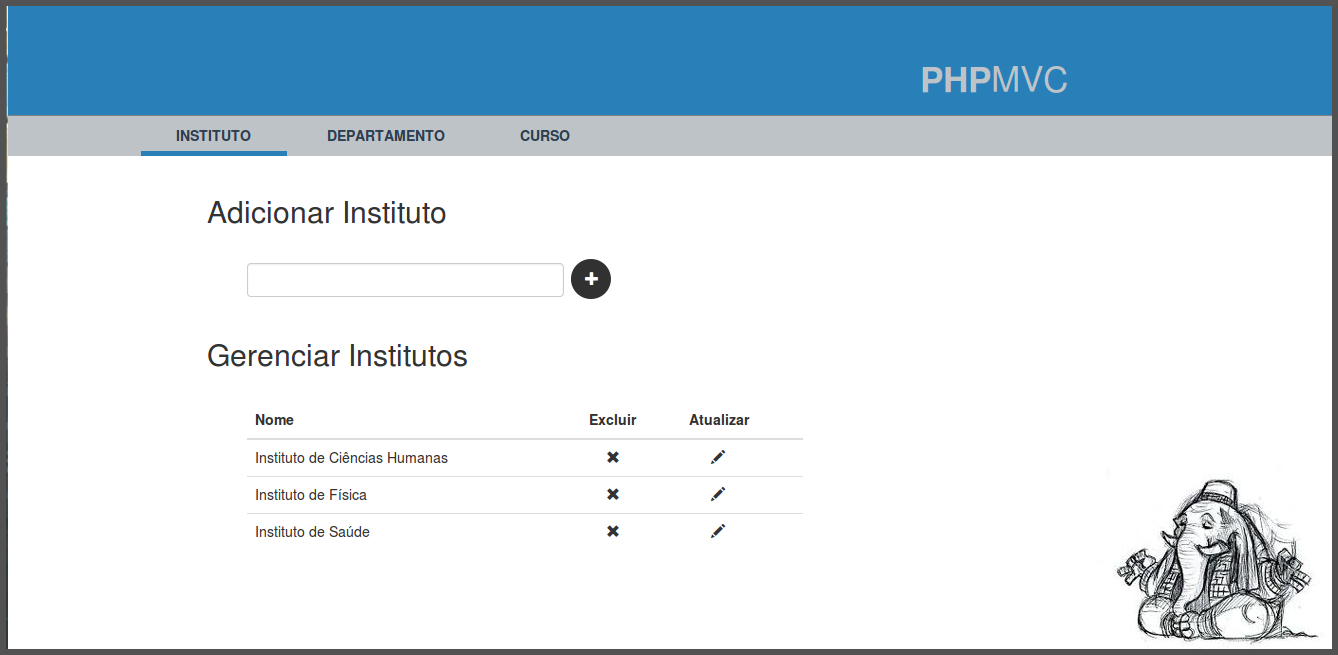 PHPMVC
INSTITUTO DEPARTAMENTO CURSO
Adicionar Instituto
Gerenciar Institutos
Nome Excluir Atualizar
Instituto de Ciências Humanas
Instituto de Física
Instituto de Saúde